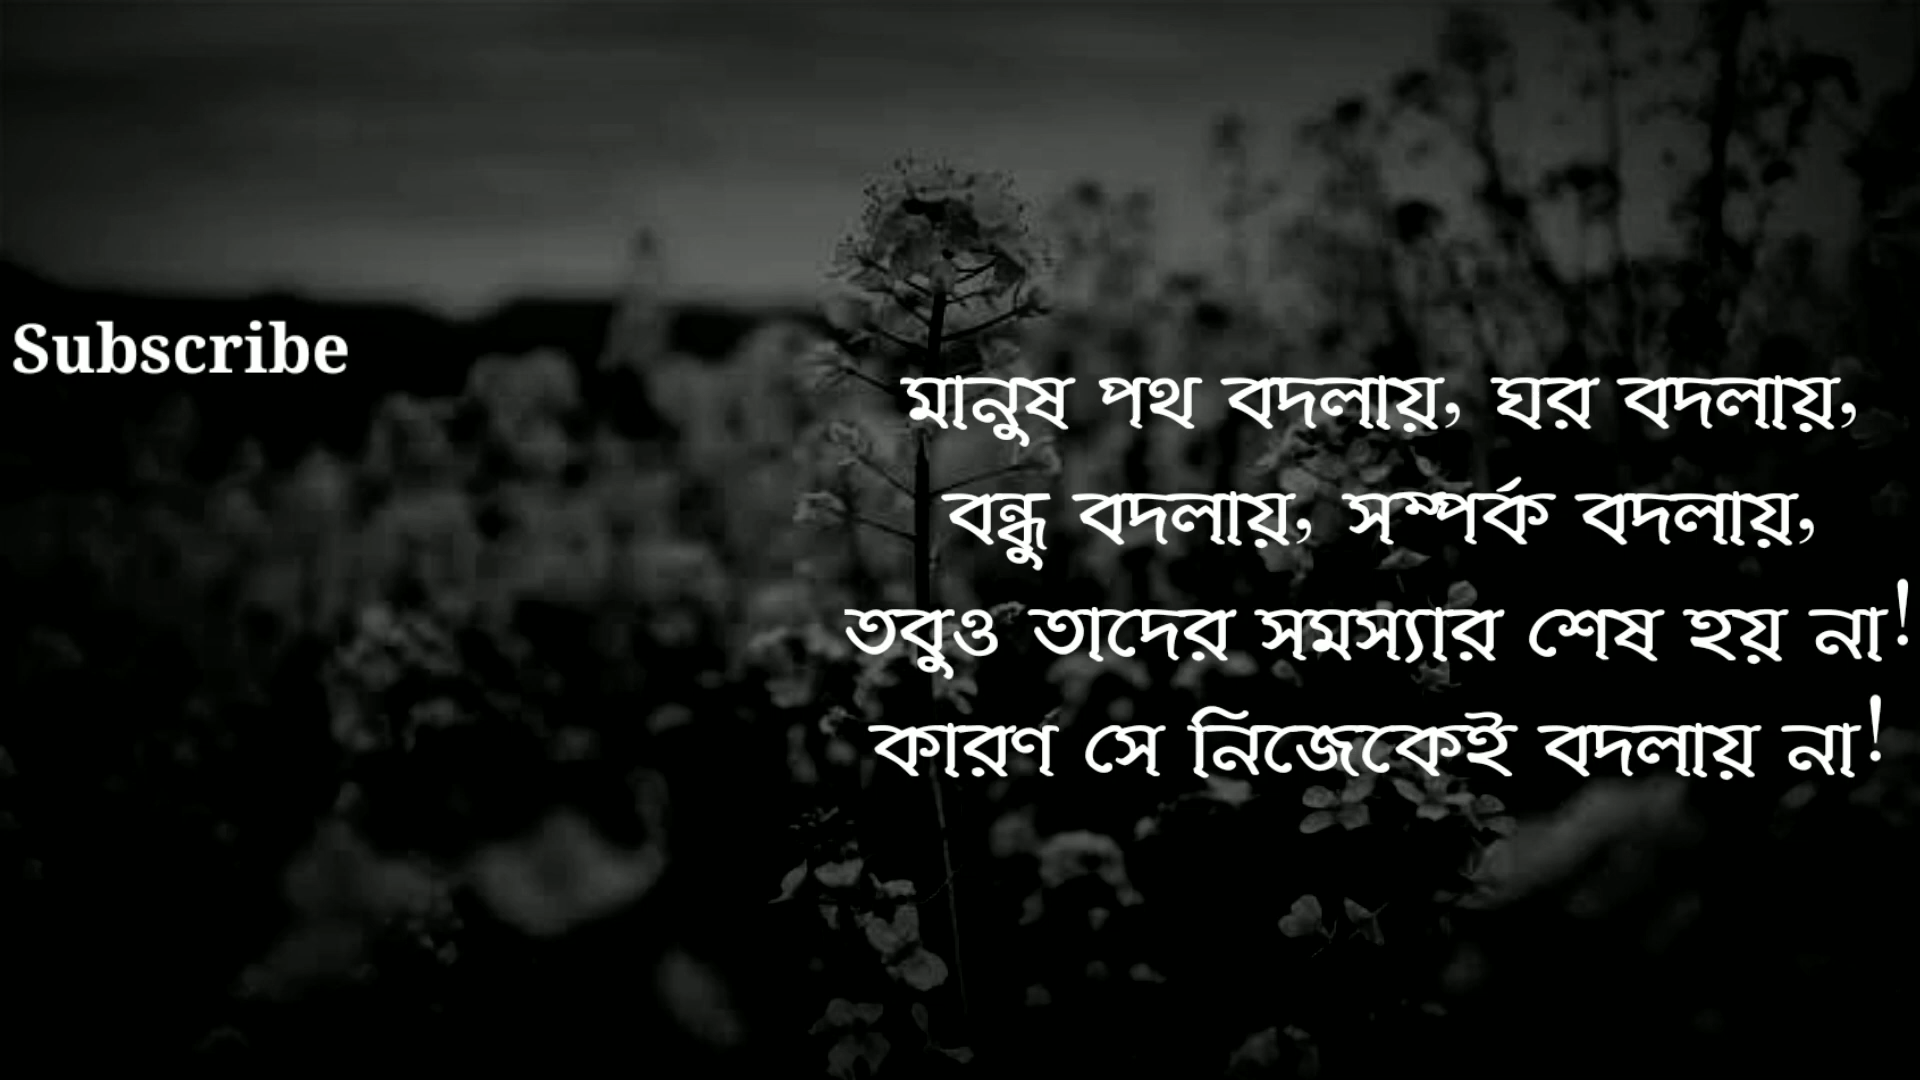 Subscribe
মানুষ পথ বদলায়, ঘর বদলায়,
বন্ধু বদলায়, সম্পর্ক বদলায়,
তবুও তাদের সমস্যার শেষ হয় না!
কারণ সে নিজেকেই বদলায় না!